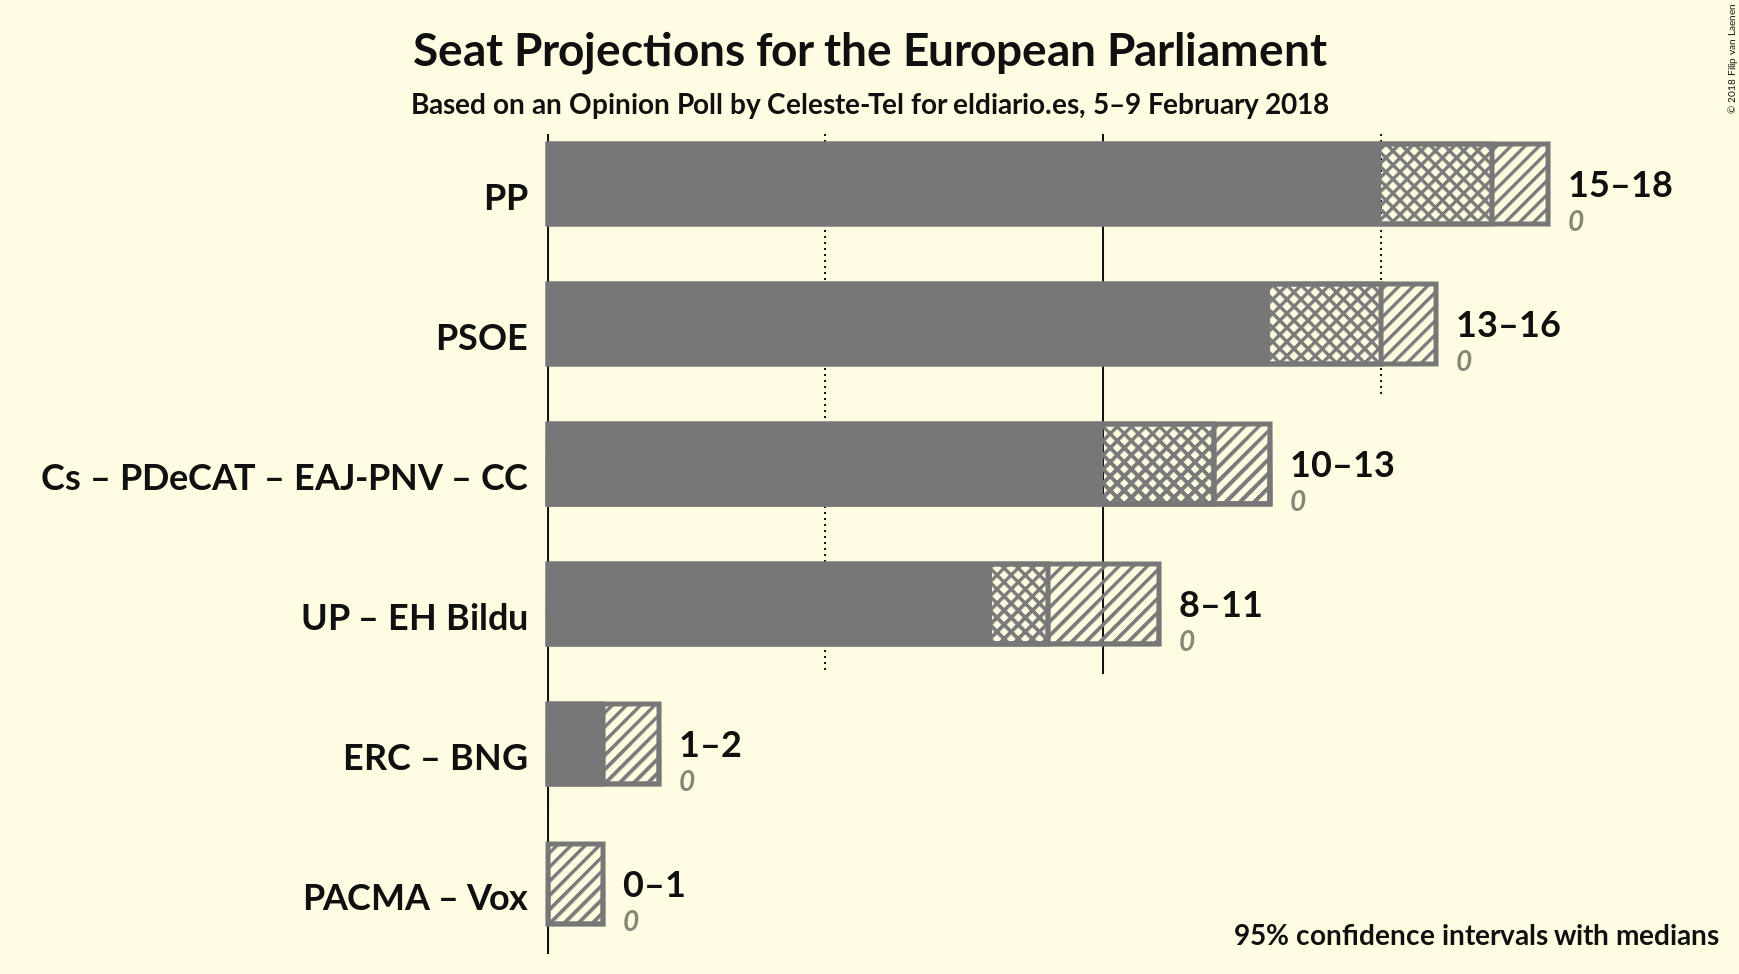 Seat Projections for the European Parliament
Based on an Opinion Poll by Celeste-Tel for eldiario.es, 5–9 February 2018
© 2018 Filip van Laenen
PP
15–18
0
PSOE
13–16
0
Cs – PDeCAT – EAJ-PNV – CC
10–13
0
UP – EH Bildu
8–11
0
ERC – BNG
1–2
0
PACMA – Vox
0–1
0
95% confidence intervals with medians